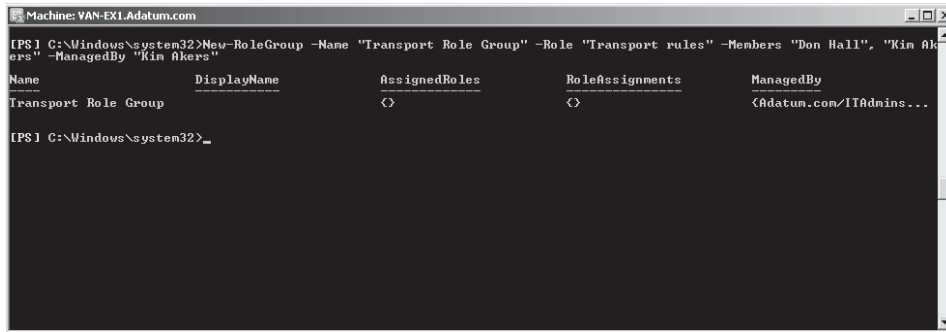 Machine: VAN-EX1.Adatum.com
[PS] C:\Windows\system32>New-RoleGroup -Name "Transport Role Group" -Role "Transport rules" -Members "Don Hall", "Kim Ak
ers" -ManagedBy "Kim Akers"
Name DisplayName AssignedRoles RoleAssignments ManagedBy
---- ----------- ------------- --------------- ---------
Transport Role Group {} {} {Adatum.com/ITAdmins...
[PS] C:\Windows\system32>_